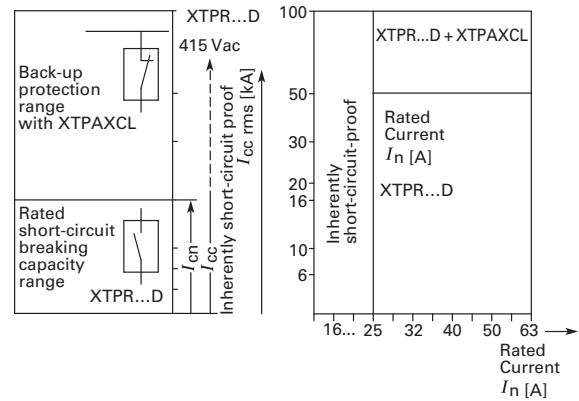 XTPR...D
415 Vac
Back-up
protection
range
with XTPAXCL
Rated
short-circuit
breaking
capacity
range
XTPR...D
Icn
Icc
Inherently short-circuit proof
Icc rms [kA]
100
50
30
20
16
10
6
Inherently
short-circuit-proof
XTPR...D + XTPAXCL
Rated
Current
In [A]
XTPR...D
16... 25 32 40 50 63
Rated
Current
In [A]